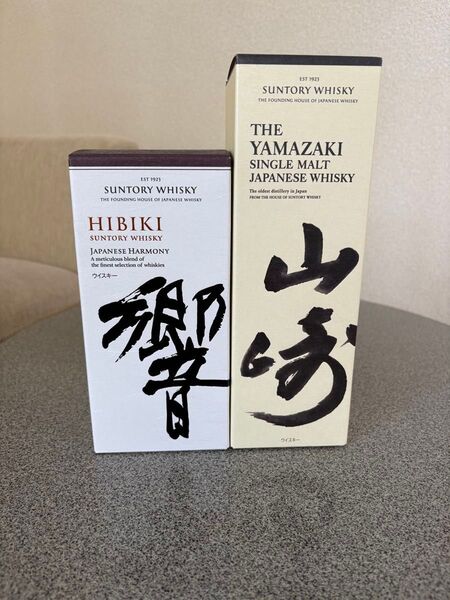 EST 1923
SUNTORY WHISKY
THE FOUNDING HOUSE OF JAPANESE WHISKY
HIBIKI
SUNTORY WHISKY
JAPANESE HARMONY
A meticulous blend of
the finest selection of whiskies
ウイスキー
響
EST 1923
SUNTORY WHISKY
THE FOUNDING HOUSE OF JAPANESE WHISKY
THE
YAMAZAKI
SINGLE MALT
JAPANESE WHISKY
The oldest distillery in Japan
FROM THE HOUSE OF SUNTORY WHISKY
山
崎
ウイスキー